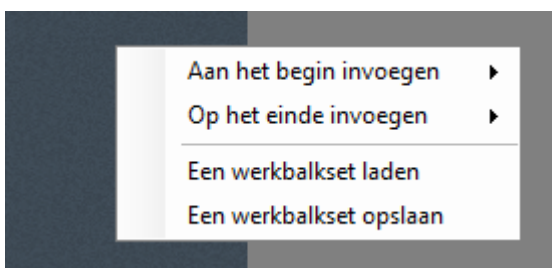 Aan het begin invoegen
Op het einde invoegen
Een werkbalkset laden
Een werkbalkset opslaan